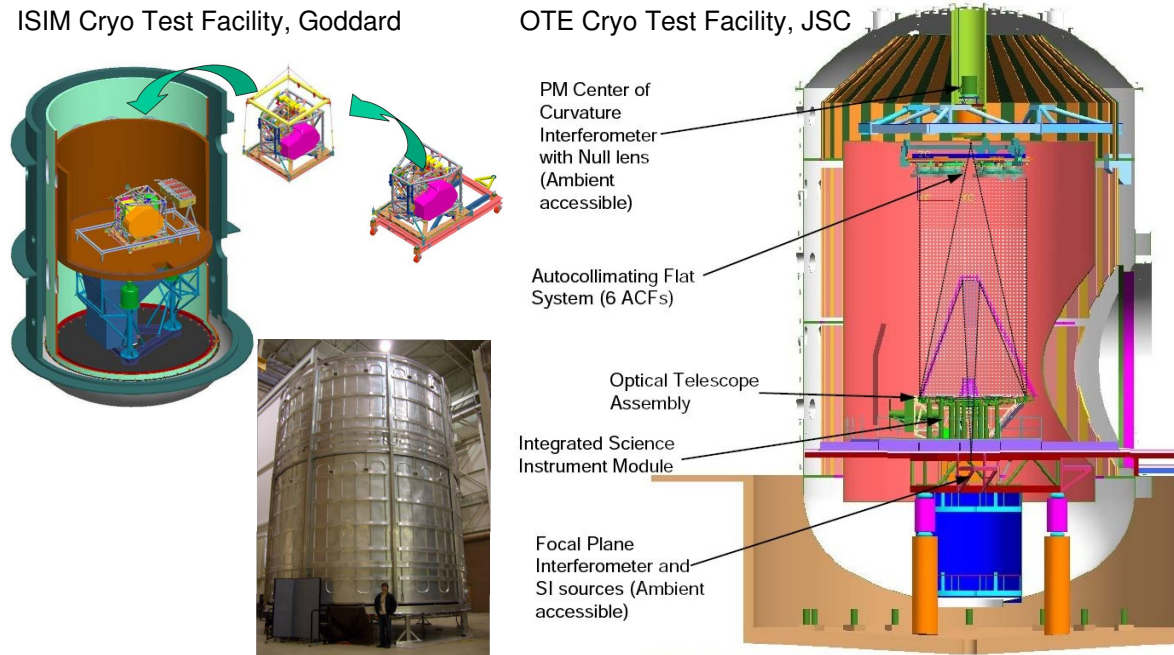 ISIM Cryo Test Facility, Goddard
OTE Cryo Test Facility, JSC
PM Center of
Curvature
Interferometer
with Null lens
(Ambient
accessible)
Autocollimating Flat
System (6 ACFs)
Optical Telescope
Assembly
Integrated Science
Instrument Module
Focal Plane
Interferometer and
SI sources (Ambient
accessible)